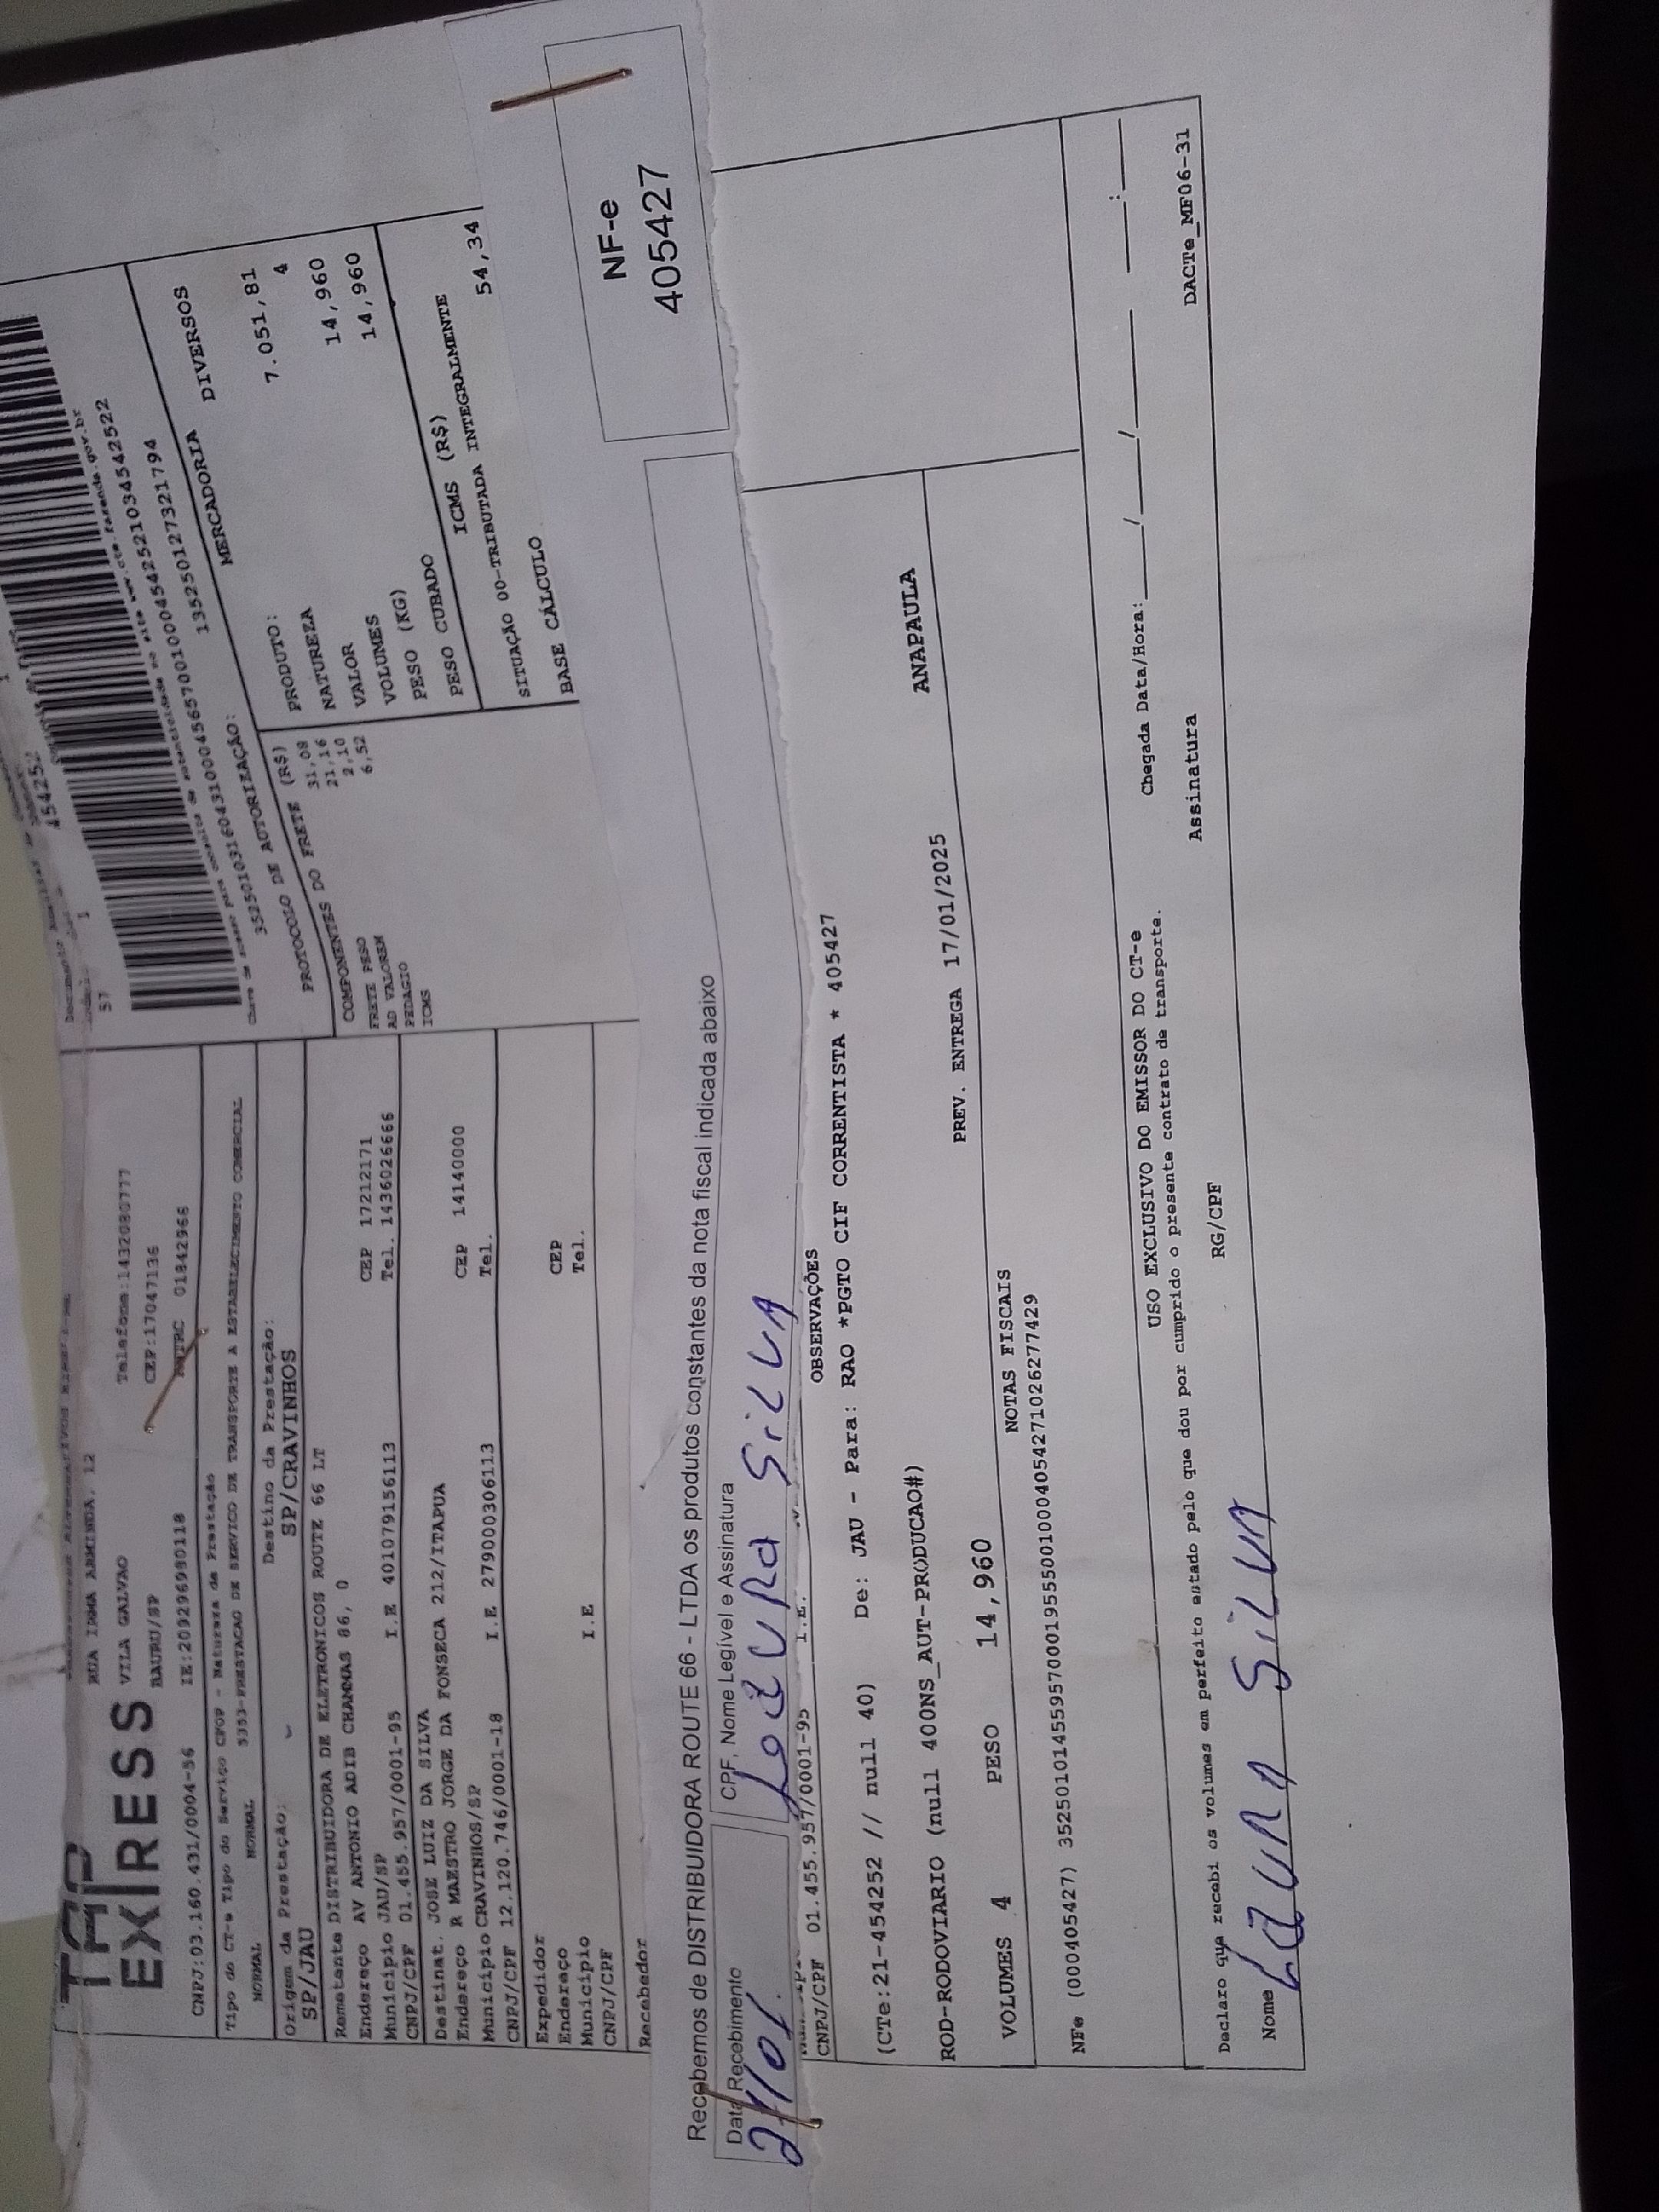 TAP
EXPRESS
RUA IRMA ARMINDA, 12
VILA GALVAO
Telefone:1432080777
BAURU/SP
CEP:17047136
CNPJ:03.160.431/0004-56
IE:209296980118
01842966
Tipo do CT-e Tipo do Serviço CFOP - Natureza da Prestação
NORMAL NORMAL 5353-PRESTACAO DE SERVICO DE TRANSPORTE A ESTABELECIMENTO COMERCIAL
Origem da Prestação: Destino da Prestação:
SP/JAU SP/CRAVINHOS
Remetente DISTRIBUIDORA DE ELETRONICOS ROUTE 66 LT
Endereço AV ANTONIO ADIB CHAMMAS 86, 0
Município JAU/SP CEP 17212171
CNPJ/CPF 01.455.957/0001-95 I.E 401079156113 Tel. 1436026666
Destinat. JOSE LUIZ DA SILVA
Endereço R MAESTRO JORGE DA FONSECA 212/ITAPUA
Município CRAVINHOS/SP CEP 14140000
CNPJ/CPF 12.120.746/0001-18 I.E 279000306113 Tel.
Expedidor
Endereço
Município CEP
CNPJ/CPF I.E Tel.
Recebedor
57 1 454252
35250103160431000456570010004542521034542522
PROTOCOLO DE AUTORIZAÇÃO: 135250127321794
COMPONENTES DO FRETE (R$)
FRETE PESO 31,08
AD VALOREM 21,16
PEDAGIO 2,10
ICMS 6,52
MERCADORIA
PRODUTO: DIVERSOS
NATUREZA
VALOR 7.051,81
VOLUMES 4
PESO (KG) 14,960
PESO CUBADO 14,960
ICMS (R$)
SITUAÇÃO 00-TRIBUTADA INTEGRALMENTE
BASE CÁLCULO 54,34
Recebemos de DISTRIBUIDORA ROUTE 66 - LTDA os produtos constantes da nota fiscal indicada abaixo
Data Recebimento CPF, Nome Legível e Assinatura
21/01 Laura Silva
NF-e
405427
CNPJ/CPF 01.455.957/0001-95 I.E.
OBSERVAÇÕES
(CTe:21-454252 // null 40) De: JAU - Para: RAO *PGTO CIF CORRENTISTA * 405427
ROD-RODOVIARIO (null 400NS_AUT-PRODUCAO#)
PREV. ENTREGA 17/01/2025 ANAPAULA
VOLUMES 4 PESO 14,960
NOTAS FISCAIS
NFe (000405427) 35250101455957000195550010004054271026277429
USO EXCLUSIVO DO EMISSOR DO CT-e
Declaro que recebi os volumes em perfeito estado pelo que dou por cumprido o presente contrato de transporte.
Chegada Data/Hora:____/____/____ ___:___
Nome Laura Silva RG/CPF Assinatura
DACTe_MF06-31